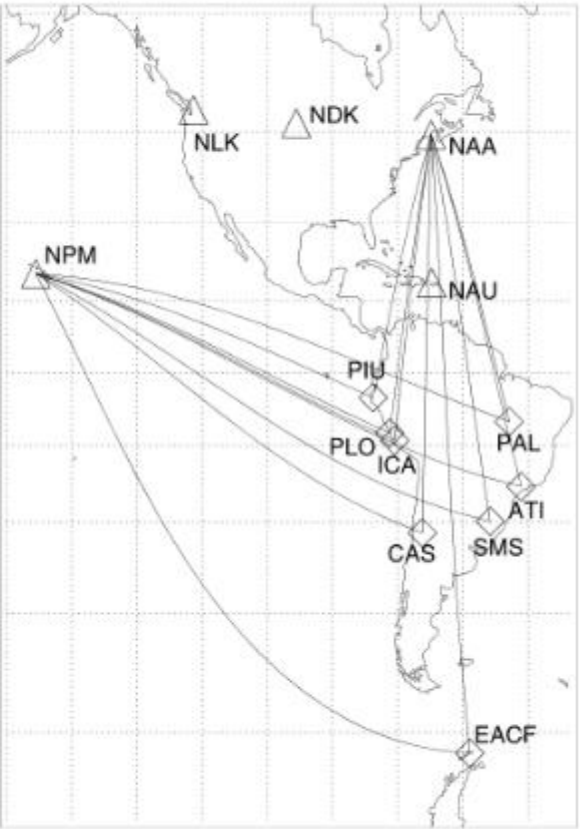 NDK
NLK
NAA
NPM
NAU
PIU
PLO
ICA
PAL
ATI
CAS
SMS
EACF